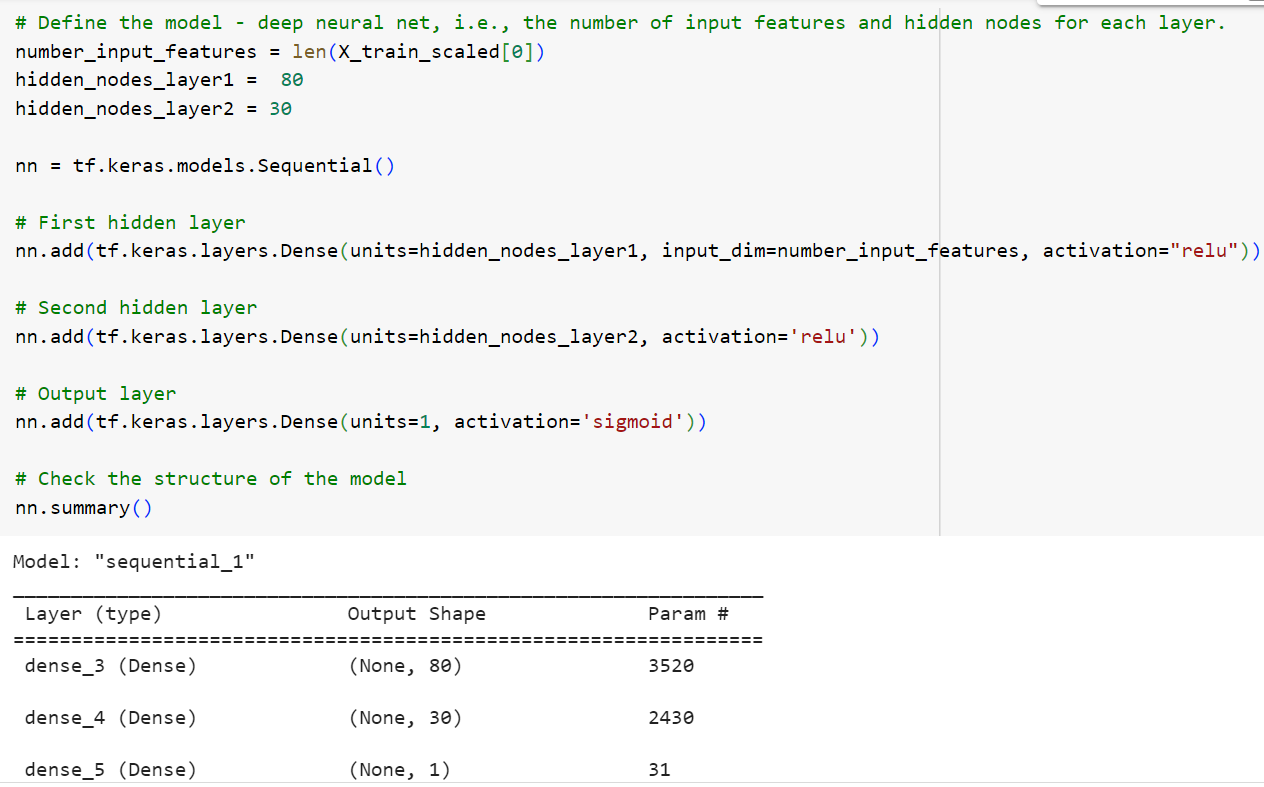 # Define the model - deep neural net, i.e., the number of input features and hidden nodes for each layer.
number_input_features = len(X_train_scaled[0])
hidden_nodes_layer1 =  80
hidden_nodes_layer2 = 30
nn = tf.keras.models.Sequential()
# First hidden layer
nn.add(tf.keras.layers.Dense(units=hidden_nodes_layer1, input_dim=number_input_features, activation="relu"))
# Second hidden layer
nn.add(tf.keras.layers.Dense(units=hidden_nodes_layer2, activation='relu'))
# Output layer
nn.add(tf.keras.layers.Dense(units=1, activation='sigmoid'))
# Check the structure of the model
nn.summary()
Model: "sequential_1"
_________________________________________________________________
Layer (type) Output Shape Param #
=================================================================
dense_3 (Dense) (None, 80) 3520
dense_4 (Dense) (None, 30) 2430
dense_5 (Dense) (None, 1) 31